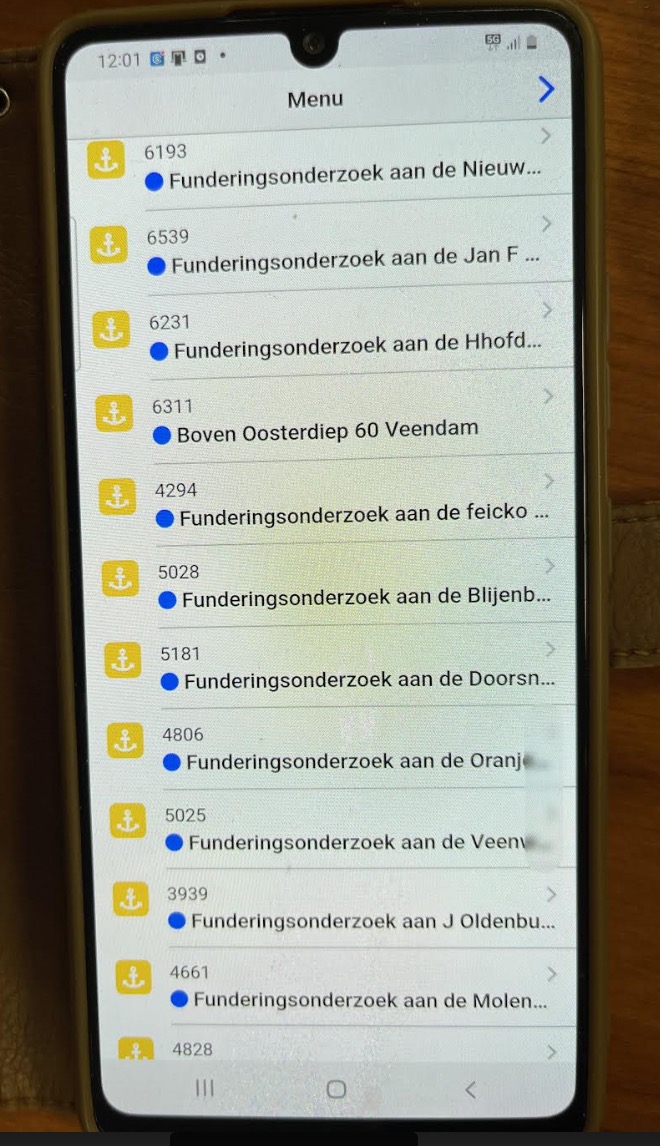 12:01
5G
Menu
6193
Funderingsonderzoek aan de Nieuw...
6539
Funderingsonderzoek aan de Jan F ...
6231
Funderingsonderzoek aan de Hhofd...
6311
Boven Oosterdiep 60 Veendam
4294
Funderingsonderzoek aan de feicko ...
5028
Funderingsonderzoek aan de Blijenb...
5181
Funderingsonderzoek aan de Doorsn...
4806
Funderingsonderzoek aan de Oranj
5025
Funderingsonderzoek aan de Veen
3939
Funderingsonderzoek aan J Oldenbu...
4661
Funderingsonderzoek aan de Molen...
4828